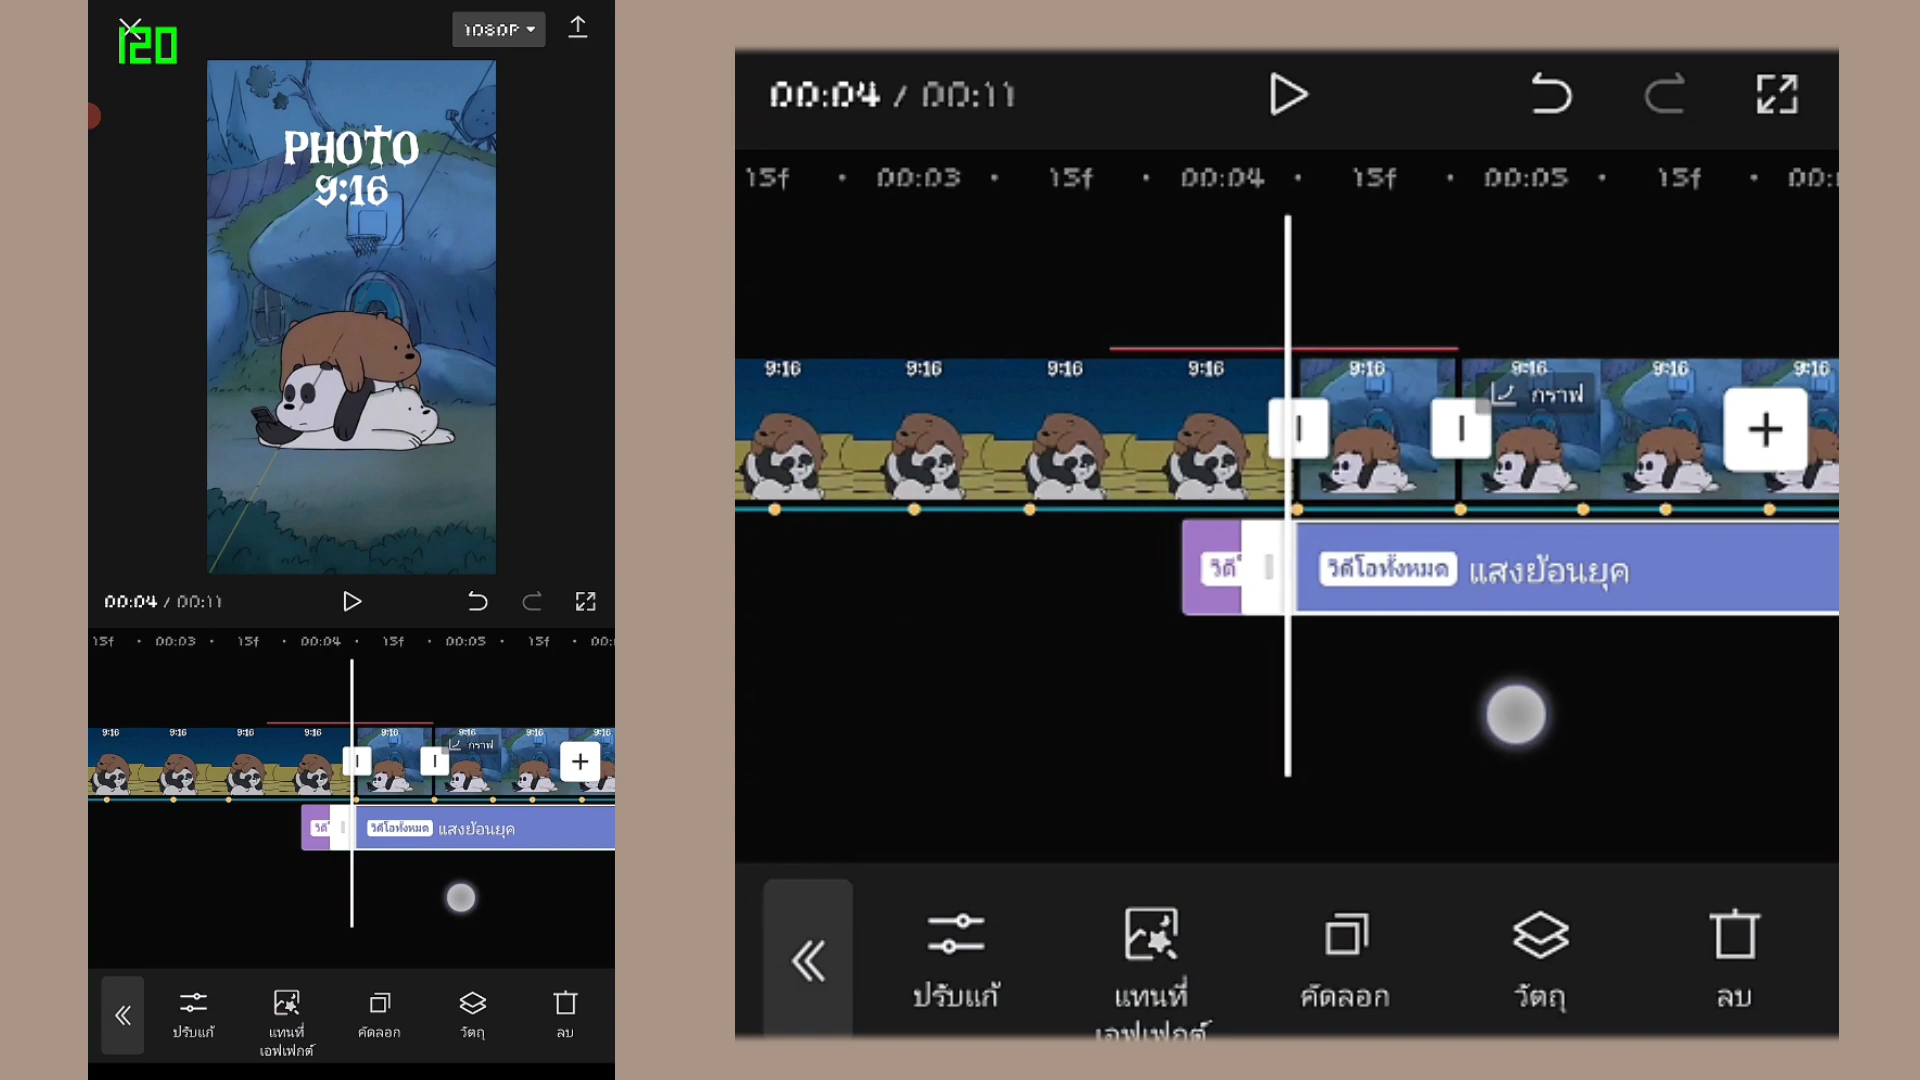 120
1080P
PHOTO
9:16
00:04 / 00:11
15f 00:03 15f 00:04 15f 00:05 15f 00:
9:16 9:16 9:16 9:16 9:16 9:16 9:16 9:16
กราฟ
วิดี วิดีโอทั้งหมด แสงย้อนยุค
ปรับแก้ แทนที่ คัดลอก วัตถุ ลบ
เอฟเฟกต์
00:04 / 00:11
15f 00:03 15f 00:04 15f 00:05 15f 00:
9:16 9:16 9:16 9:16 9:16 9:16 9:16 9:16
กราฟ
วิดี วิดีโอทั้งหมด แสงย้อนยุค
ปรับแก้ แทนที่ คัดลอก วัตถุ ลบ
เอฟเฟกต์